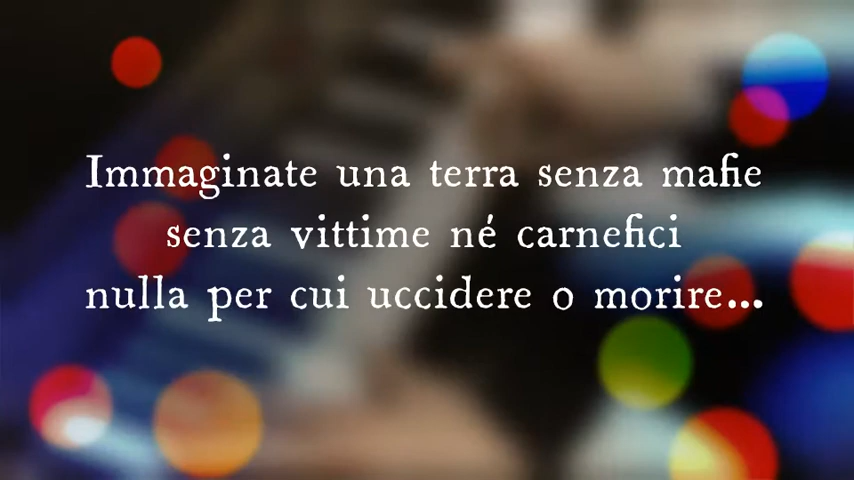 Immaginate una terra senza mafie
senza vittime né carnefici
nulla per cui uccidere o morire...